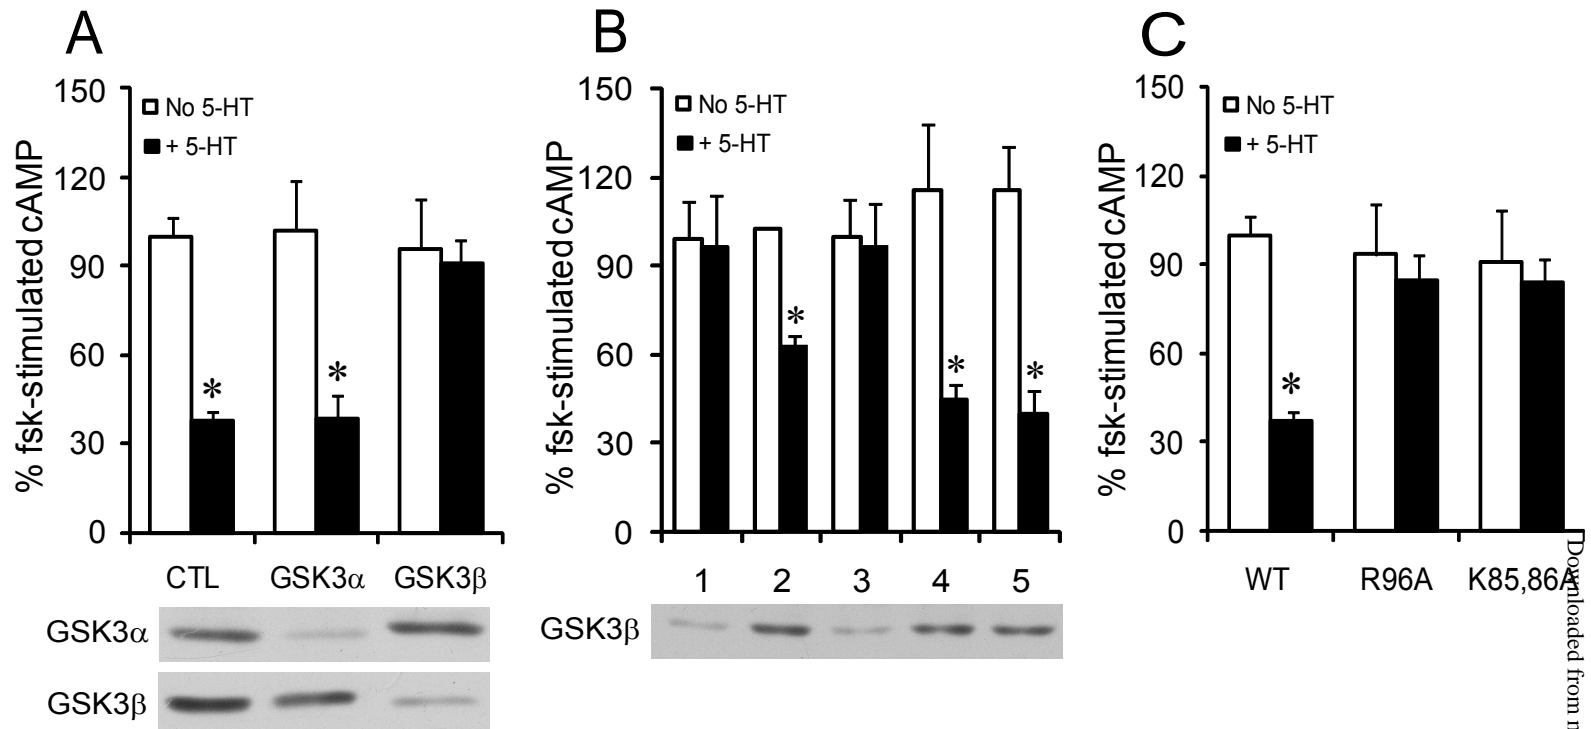 A
150
120
90
60
30
0
% fsk-stimulated cAMP
No 5-HT
+ 5-HT
*
*
CTL GSK3α GSK3β
GSK3α
GSK3β
B
150
120
90
60
30
0
% fsk-stimulated cAMP
No 5-HT
+ 5-HT
*
*
*
1 2 3 4 5
GSK3β
C
150
120
90
60
30
0
% fsk-stimulated cAMP
No 5-HT
+ 5-HT
*
WT R96A K85,86A
Downloaded from